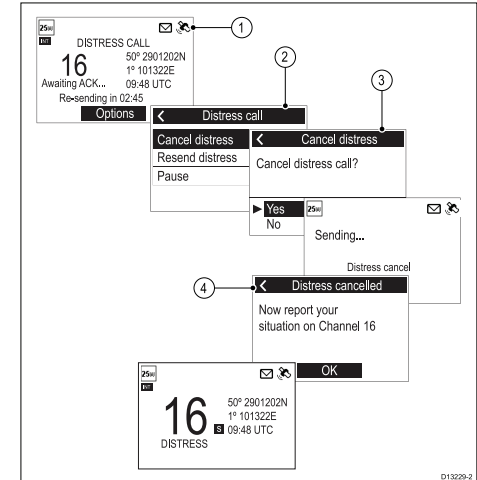 25W
1
INT
DISTRESS CALL
16
50º 2901202N
1º 101322E
Awaiting ACK...
09:48 UTC
Re-sending in 02:45
Options
2
< Distress call
Cancel distress
Resend distress
Pause
3
< Cancel distress
Cancel distress call?
Yes
No
25W
Sending...
Distress cancel
4
< Distress cancelled
Now report your
situation on Channel 16
OK
25W
INT
16
50º 2901202N
1º 101322E
S 09:48 UTC
DISTRESS
D13229-2